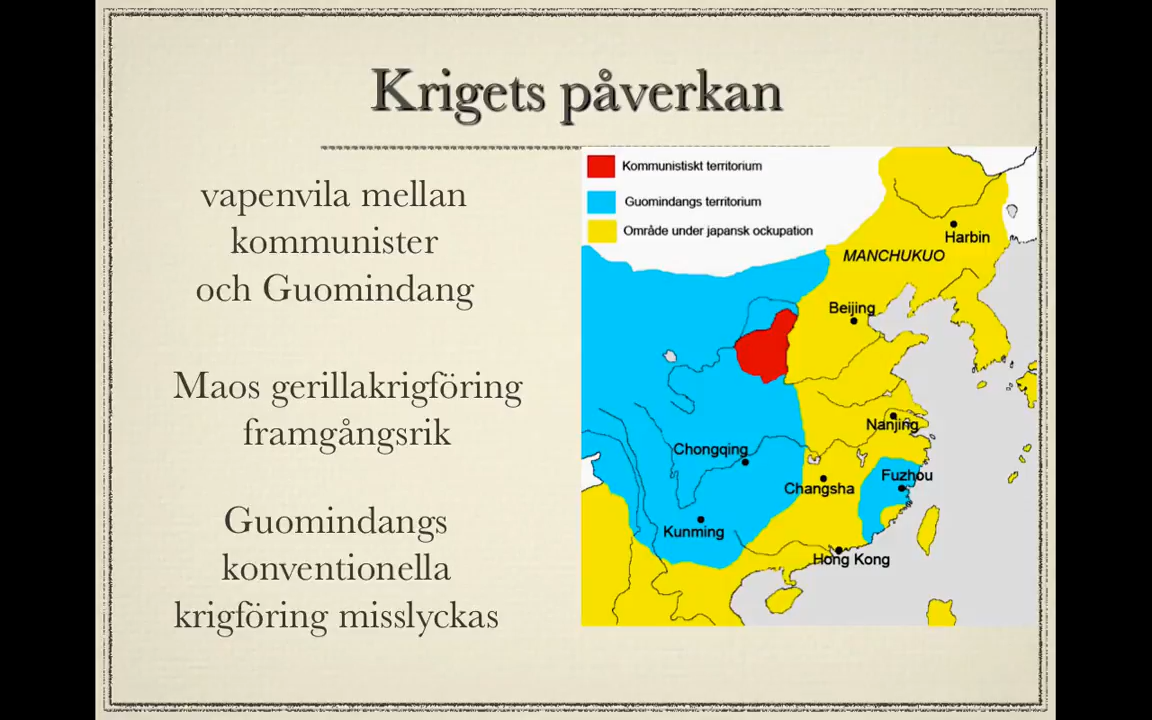 Krigets påverkan
vapenvila mellan
kommunister
och Guomindang
Maos gerillakrigföring
framgångsrik
Guomindangs
konventionella
krigföring misslyckas
Kommunistiskt territorium
Guomindangs territorium
Område under japansk ockupation
Harbin
MANCHUKUO
Beijing
Nanjing
Chongqing
Fuzhou
Changsha
Kunming
Hong Kong